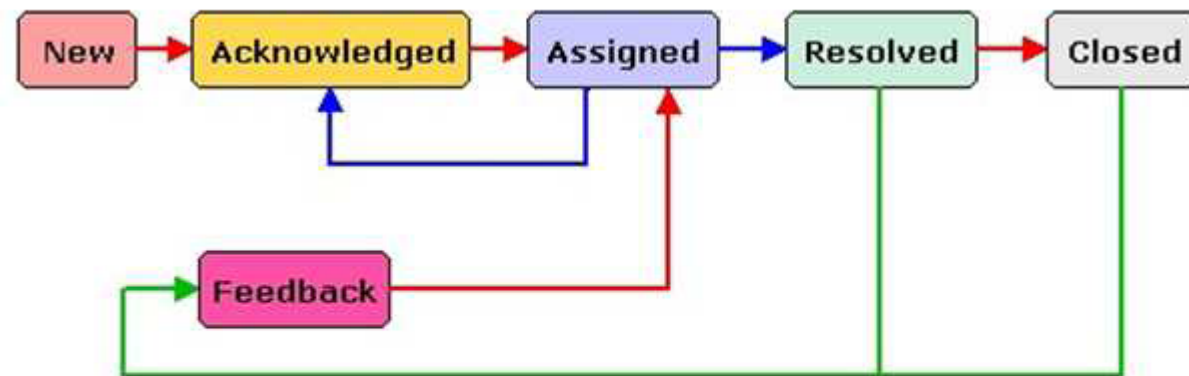 New
Acknowledged
Assigned
Resolved
Closed
Feedback